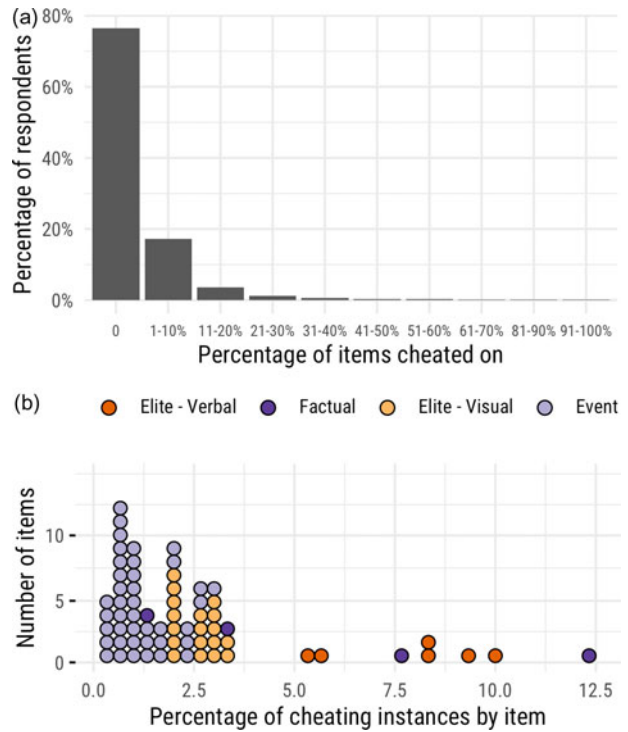 (a)
Percentage of respondents
80%
60%
40%
20%
0%
0 1-10% 11-20% 21-30% 31-40% 41-50% 51-60% 61-70% 81-90% 91-100%
Percentage of items cheated on
(b)
Elite - Verbal Factual Elite - Visual Event
Number of items
10
5
0
0.0 2.5 5.0 7.5 10.0 12.5
Percentage of cheating instances by item